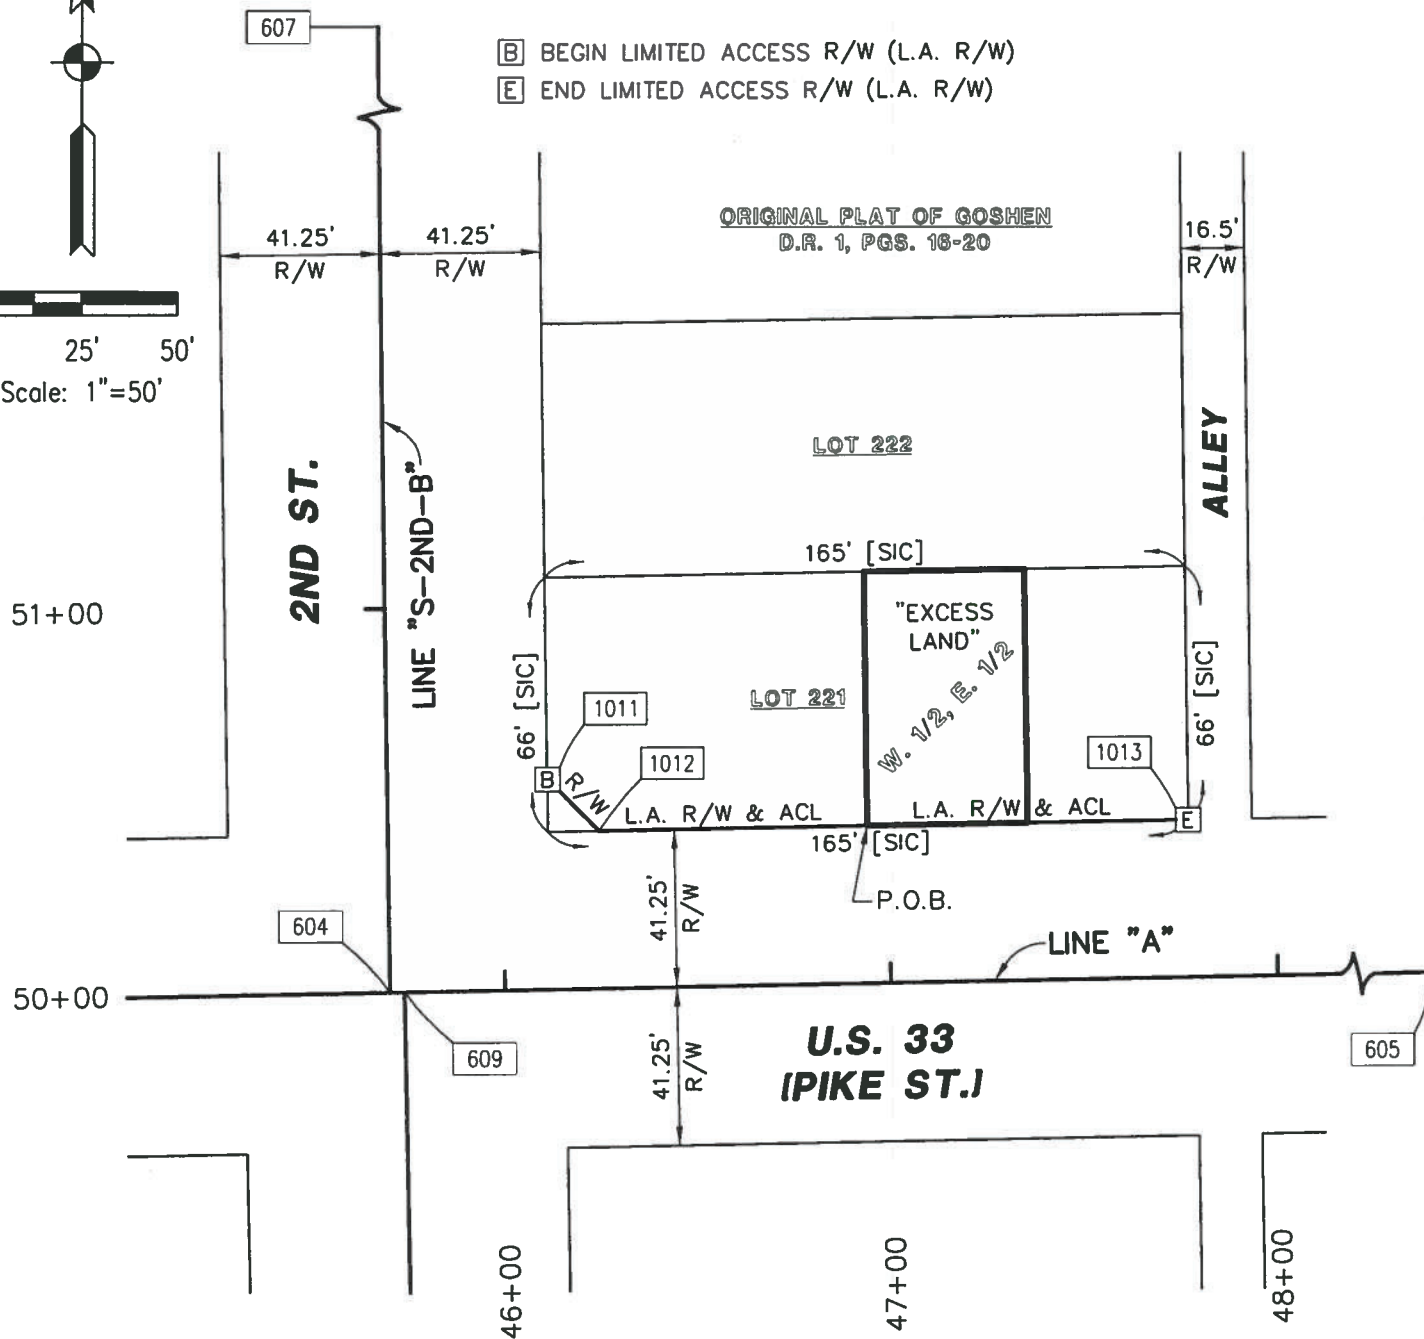 607
B BEGIN LIMITED ACCESS R/W (L.A. R/W)
E END LIMITED ACCESS R/W (L.A. R/W)
ORIGINAL PLAT OF GOSHEN
D.R. 1, PGS. 16-20
41.25'
R/W
41.25'
R/W
16.5'
R/W
25' 50'
Scale: 1"=50'
2ND ST.
LINE "S-2ND-B"
LOT 222
ALLEY
165' [SIC]
51+00
"EXCESS
LAND"
W. 1/2, E. 1/2
66' [SIC]
66' [SIC]
LOT 221
1011
1012
1013
B
R/W
L.A. R/W & ACL
L.A. R/W & ACL
E
165' [SIC]
P.O.B.
41.25'
R/W
604
LINE "A"
50+00
609
41.25'
R/W
U.S. 33
(PIKE ST.)
605
46+00
47+00
48+00